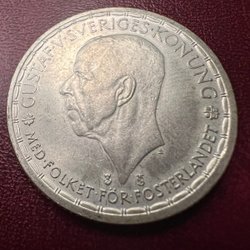 GUSTAF·V·SVERIGES·KONUNG
MED·FOLKET·FÖR·FOSTERLANDET